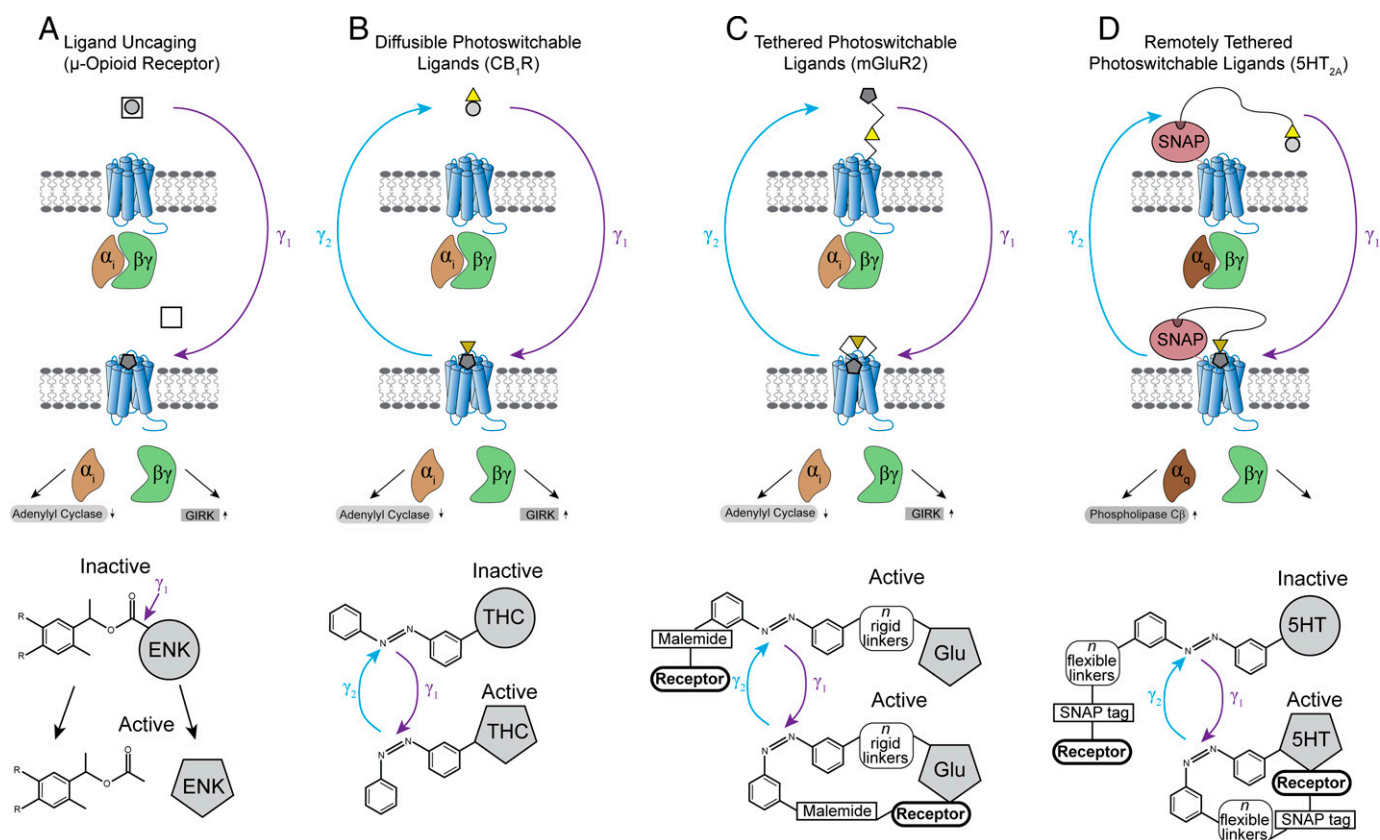 A
Ligand Uncaging
(μ-Opioid Receptor)
γ₁
αᵢ
βγ
αᵢ
βγ
Adenylyl Cyclase
GIRK
Inactive
γ₁
R
R
O
O
ENK
Active
R
R
O
O
ENK
B
Diffusible Photoswitchable
Ligands (CB₁R)
γ₂
γ₁
αᵢ
βγ
αᵢ
βγ
Adenylyl Cyclase
GIRK
Inactive
N
N
THC
γ₂
γ₁
Active
N
N
THC
C
Tethered Photoswitchable
Ligands (mGluR2)
γ₂
γ₁
αᵢ
βγ
αᵢ
βγ
Adenylyl Cyclase
GIRK
Active
Malemide
Receptor
N
N
n
rigid
linkers
Glu
γ₂
γ₁
Active
N
N
n
rigid
linkers
Glu
Malemide
Receptor
D
Remotely Tethered
Photoswitchable Ligands (5HT₂A)
SNAP
γ₂
γ₁
α_q
βγ
SNAP
α_q
βγ
Phospholipase Cβ
Inactive
n
flexible
linkers
N
N
5HT
SNAP tag
Receptor
γ₂
γ₁
Active
N
N
5HT
Receptor
n
flexible
linkers
SNAP tag